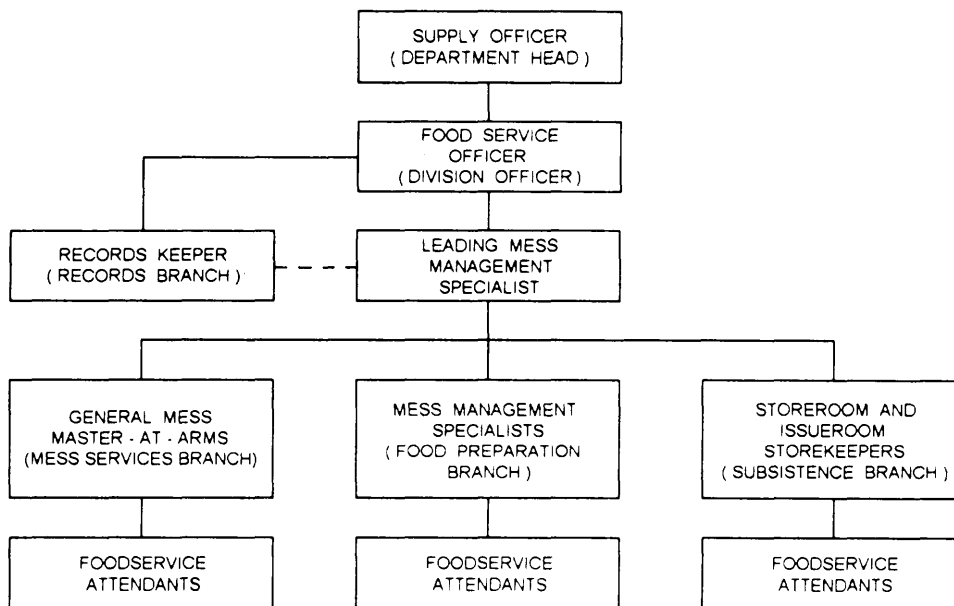 SUPPLY OFFICER
( DEPARTMENT HEAD )
FOOD SERVICE
OFFICER
( DIVISION OFFICER )
RECORDS KEEPER
( RECORDS BRANCH )
LEADING MESS
MANAGEMENT
SPECIALIST
GENERAL MESS
MASTER - AT - ARMS
(MESS SERVICES BRANCH)
MESS MANAGEMENT
SPECIALISTS
( FOOD PREPARATION
BRANCH )
STOREROOM AND
ISSUEROOM
STOREKEEPERS
( SUBSISTENCE BRANCH )
FOODSERVICE
ATTENDANTS
FOODSERVICE
ATTENDANTS
FOODSERVICE
ATTENDANTS